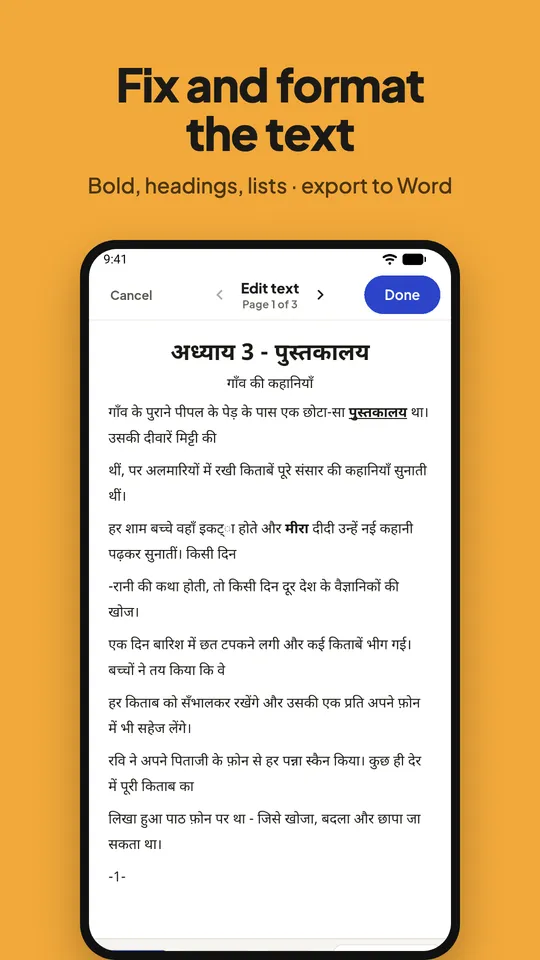 Fix and format
the text
Bold, headings, lists · export to Word
9:41
Cancel
Edit text
Page 1 of 3
Done
अध्याय 3 - पुस्तकालय
गाँव की कहानियाँ
गाँव के पुराने पीपल के पेड़ के पास एक छोटा-सा पुस्तकालय था।
उसकी दीवारें मिट्टी की
थीं, पर अलमारियों में रखी किताबें पूरे संसार की कहानियाँ सुनाती
थीं।
हर शाम बच्चे वहाँ इकट्ा होते और मीरा दीदी उन्हें नई कहानी
पढ़कर सुनातीं। किसी दिन
-रानी की कथा होती, तो किसी दिन दूर देश के वैज्ञानिकों की
खोज।
एक दिन बारिश में छत टपकने लगी और कई किताबें भीग गई।
बच्चों ने तय किया कि वे
हर किताब को सँभालकर रखेंगे और उसकी एक प्रति अपने फ़ोन
में भी सहेज लेंगे।
रवि ने अपने पिताजी के फ़ोन से हर पन्ना स्कैन किया। कुछ ही देर
में पूरी किताब का
लिखा हुआ पाठ फ़ोन पर था - जिसे खोजा, बदला और छापा जा
सकता था।
-1-